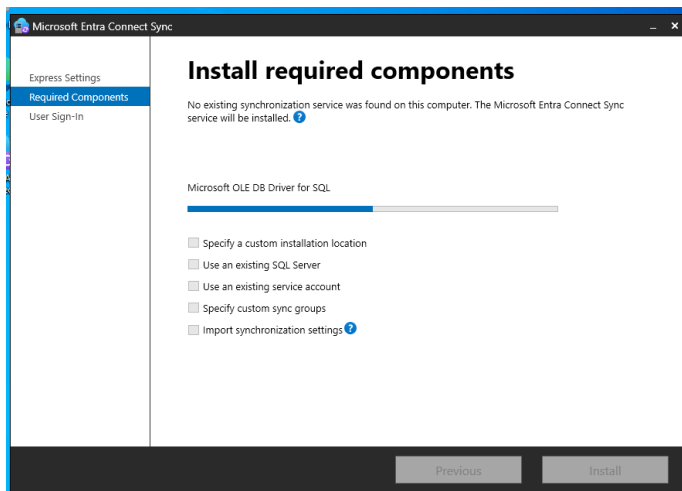 Microsoft Entra Connect Sync
Express Settings
Required Components
User Sign-In
Install required components
No existing synchronization service was found on this computer. The Microsoft Entra Connect Sync
service will be installed. ?
Microsoft OLE DB Driver for SQL
Specify a custom installation location
Use an existing SQL Server
Use an existing service account
Specify custom sync groups
Import synchronization settings ?
Previous
Install